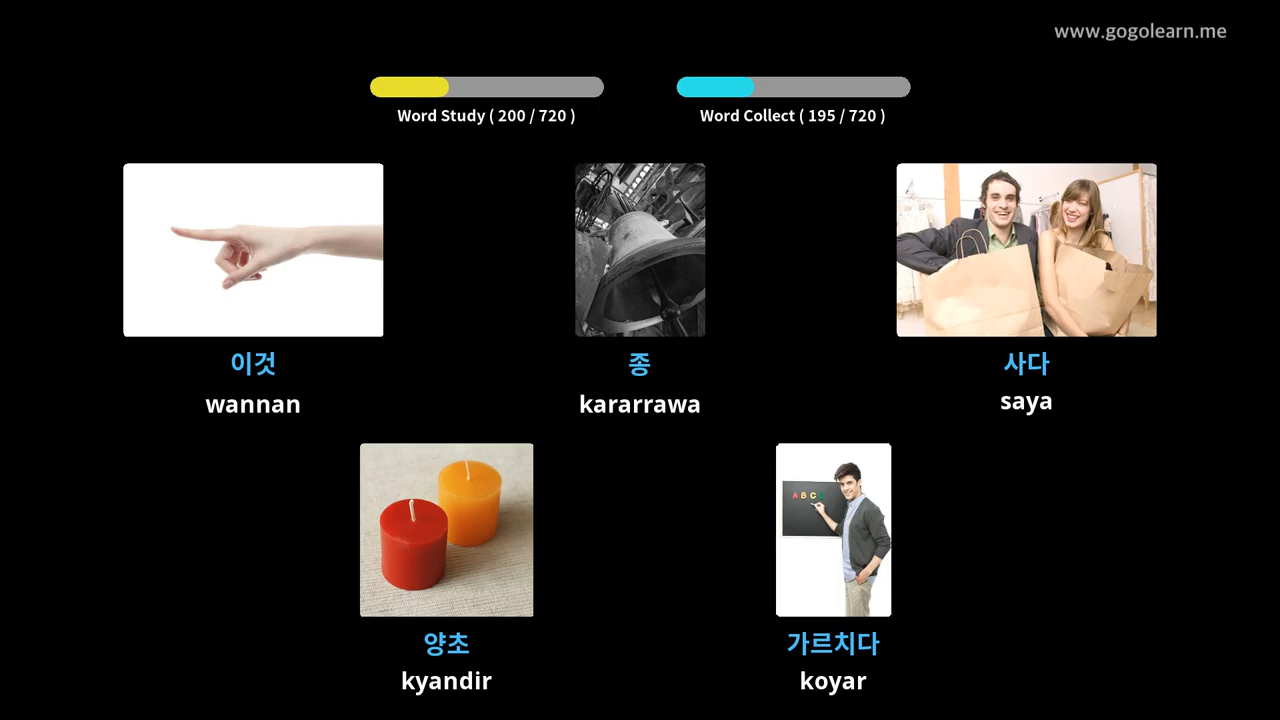 www.gogolearn.me
Word Study ( 200 / 720 )
Word Collect ( 195 / 720 )
이것
wannan
종
kararrawa
사다
saya
A B C
양초
kyandir
가르치다
koyar